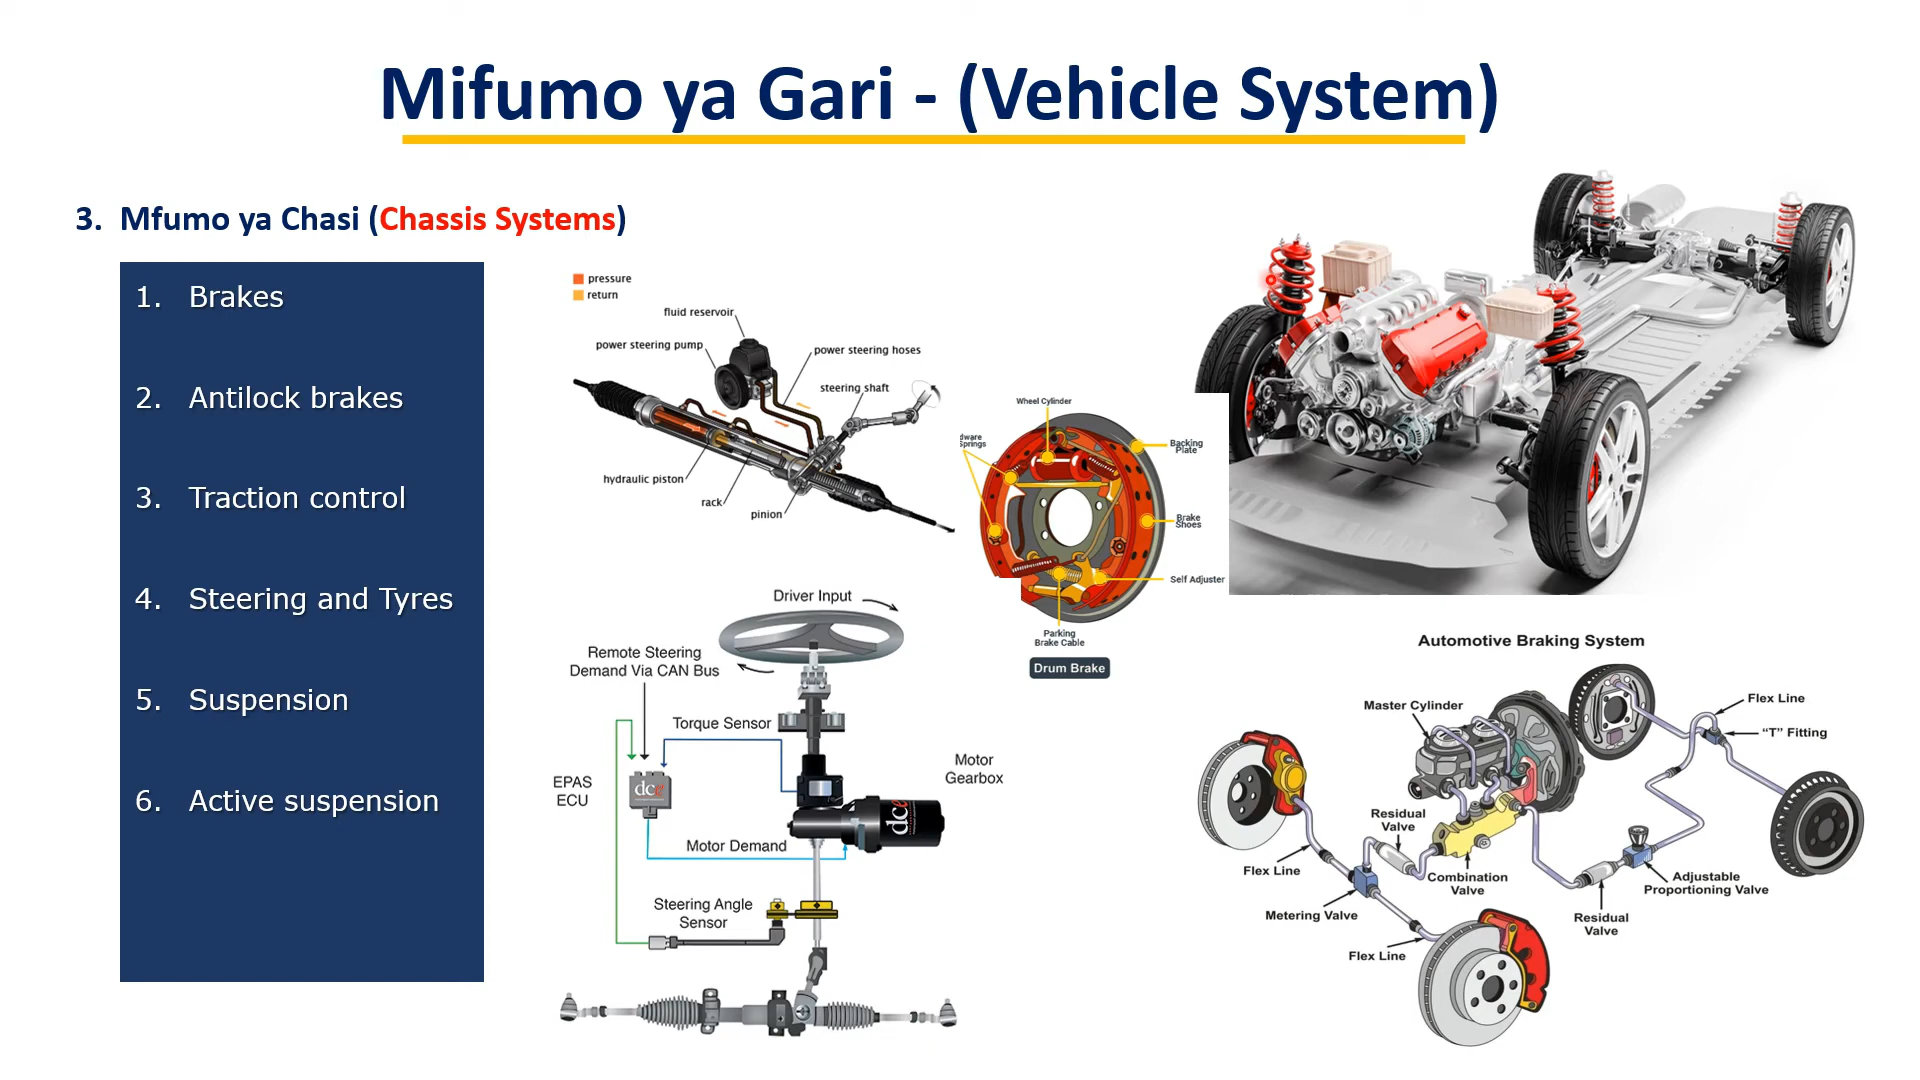 Mifumo ya Gari - (Vehicle System)
3. Mfumo ya Chasi (Chassis Systems)
1. Brakes
2. Antilock brakes
3. Traction control
4. Steering and Tyres
5. Suspension
6. Active suspension
pressure
return
fluid reservoir
power steering pump
power steering hoses
steering shaft
hydraulic piston
rack
pinion
Wheel Cylinder
dware
Springs
Backing
Plate
Brake
Shoes
Self Adjuster
Parking
Brake Cable
Drum Brake
Driver Input
Remote Steering
Demand Via CAN Bus
Torque Sensor
EPAS
ECU
dce
Motor
Gearbox
dce
Motor Demand
Steering Angle
Sensor
Automotive Braking System
Master Cylinder
Flex Line
“T” Fitting
Residual
Valve
Flex Line
Combination
Valve
Adjustable
Proportioning Valve
Metering Valve
Residual
Valve
Flex Line